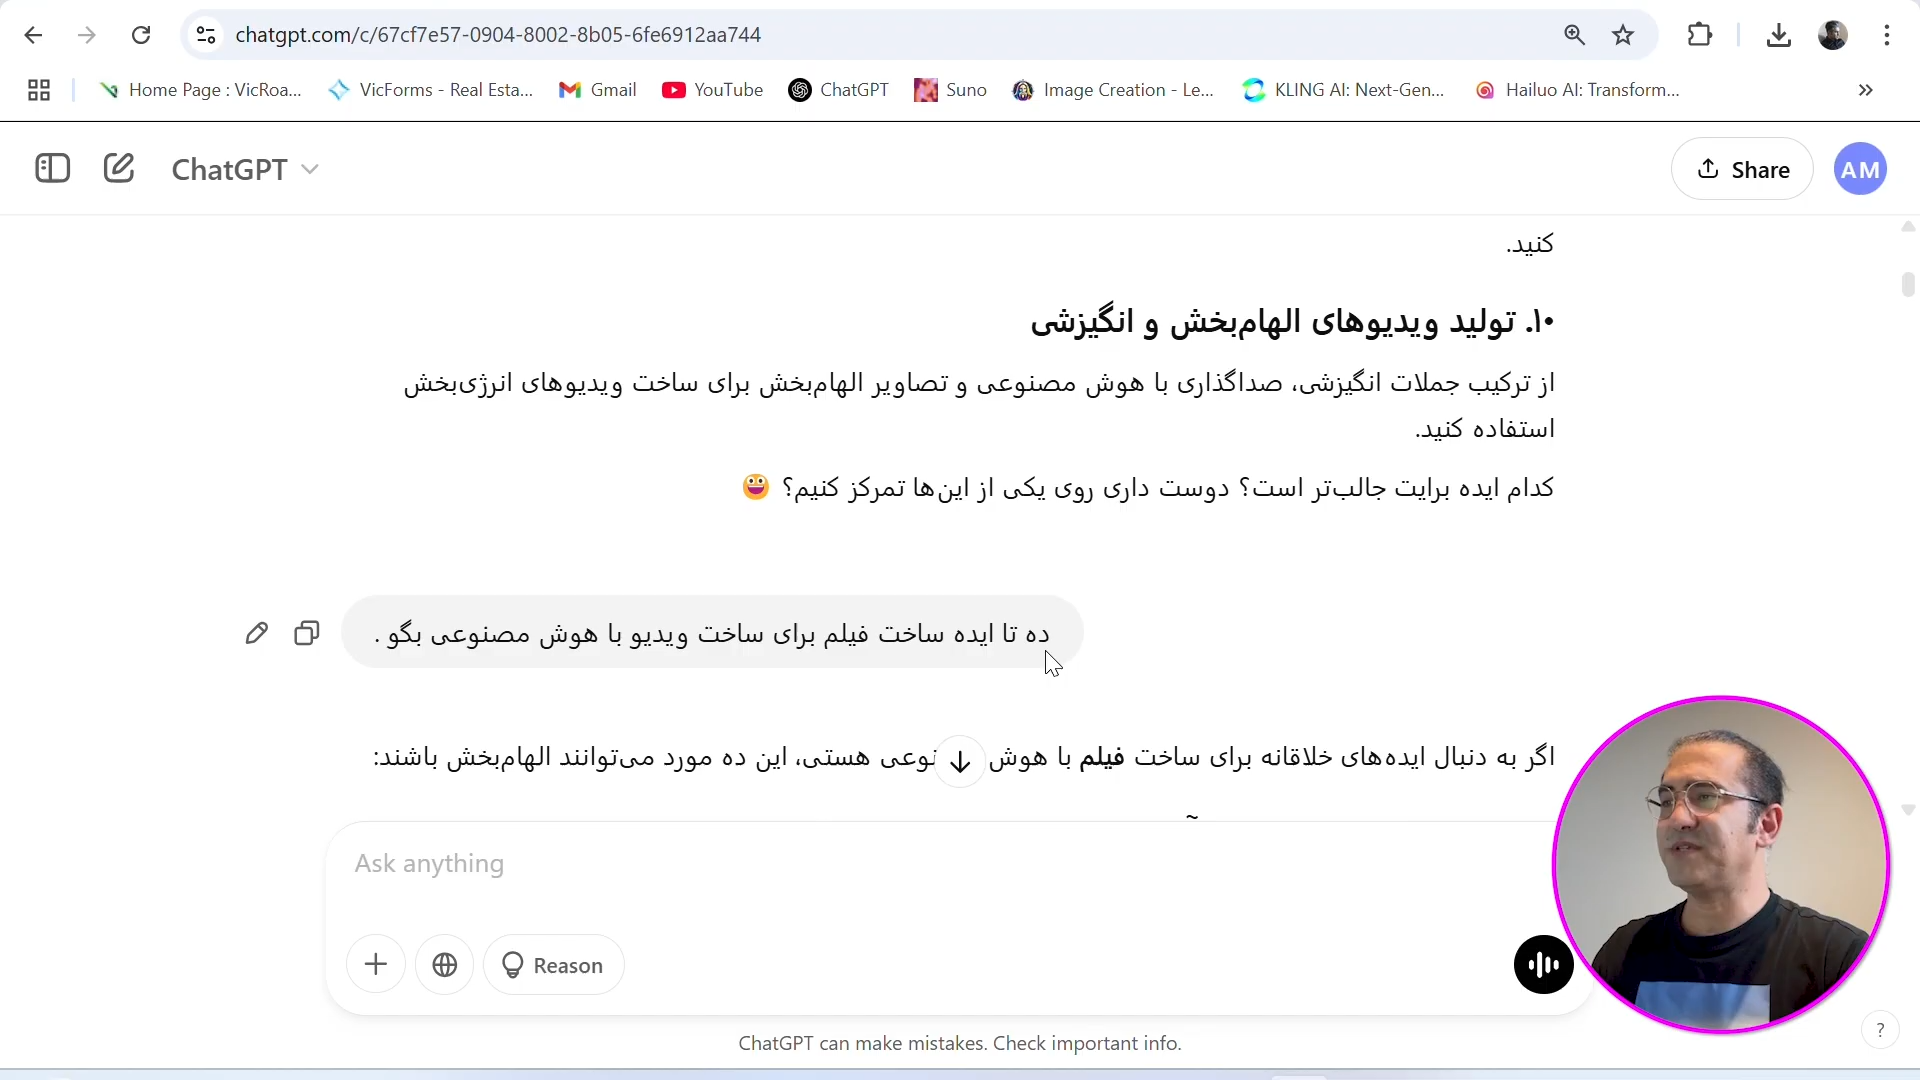 chatgpt.com/c/67cf7e57-0904-8002-8b05-6fe6912aa744
Home Page : VicRoa...
VicForms - Real Esta...
Gmail
YouTube
ChatGPT
Suno
Image Creation - Le...
KLING AI: Next-Gen...
Hailuo AI: Transform...
ChatGPT
Share
AM
کنید.
۱۰. تولید ویدیوهای الهام‌بخش و انگیزشی
از ترکیب جملات انگیزشی، صداگذاری با هوش مصنوعی و تصاویر الهام‌بخش برای ساخت ویدیوهای انرژی‌بخش
استفاده کنید.
کدام ایده برایت جالب‌تر است؟ دوست داری روی یکی از این‌ها تمرکز کنیم؟ 😀
ده تا ایده ساخت فیلم برای ساخت ویدیو با هوش مصنوعی بگو .
اگر به دنبال ایده‌های خلاقانه برای ساخت فیلم با هوش نوعی هستی، این ده مورد می‌توانند الهام‌بخش باشند:
Ask anything
Reason
ChatGPT can make mistakes. Check important info.
?